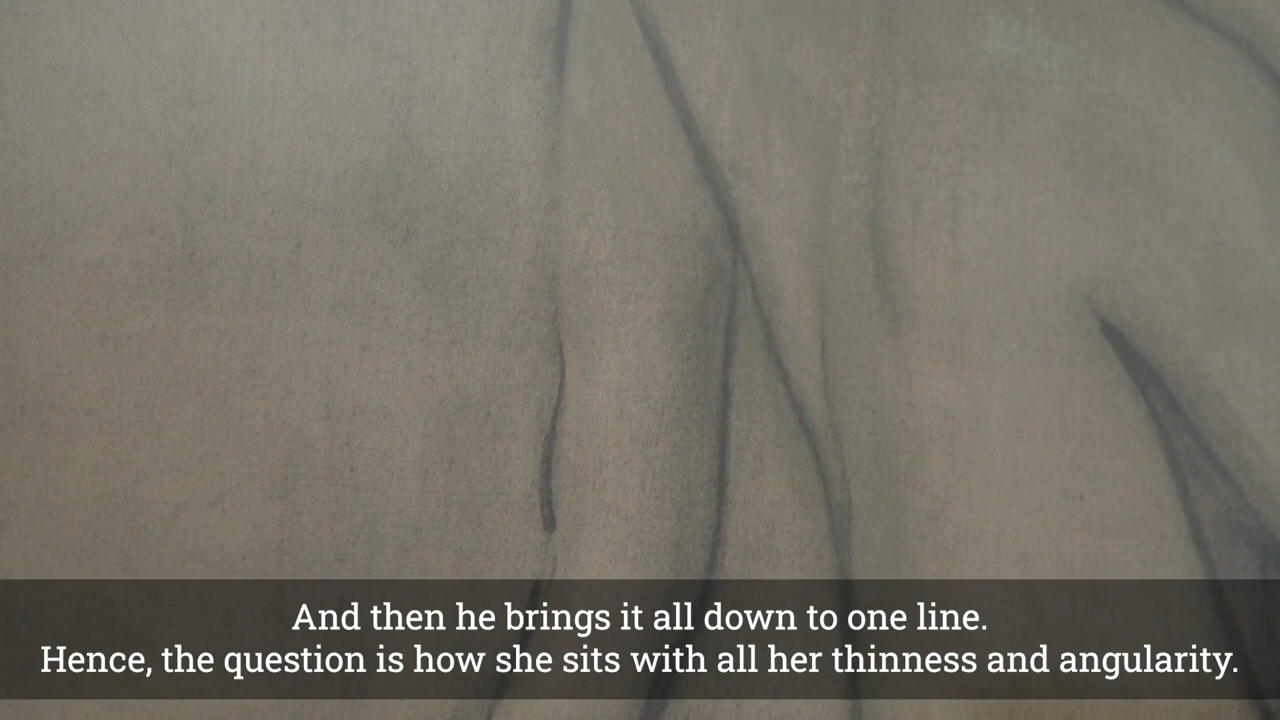 And then he brings it all down to one line.
Hence, the question is how she sits with all her thinness and angularity.